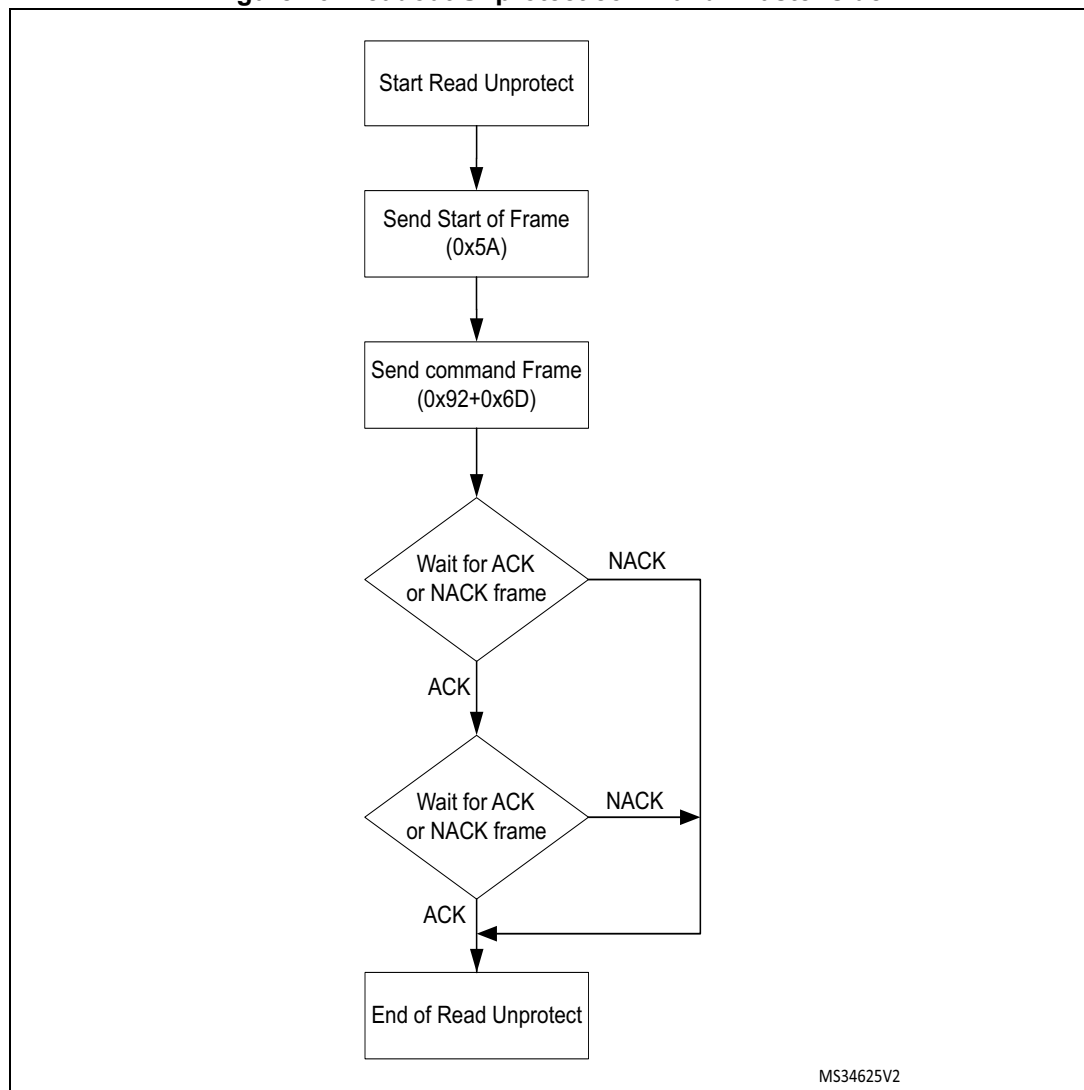 Start Read Unprotect
Send Start of Frame
(0x5A)
Send command Frame
(0x92+0x6D)
Wait for ACK
or NACK frame
NACK
ACK
Wait for ACK
or NACK frame
NACK
ACK
End of Read Unprotect
MS34625V2